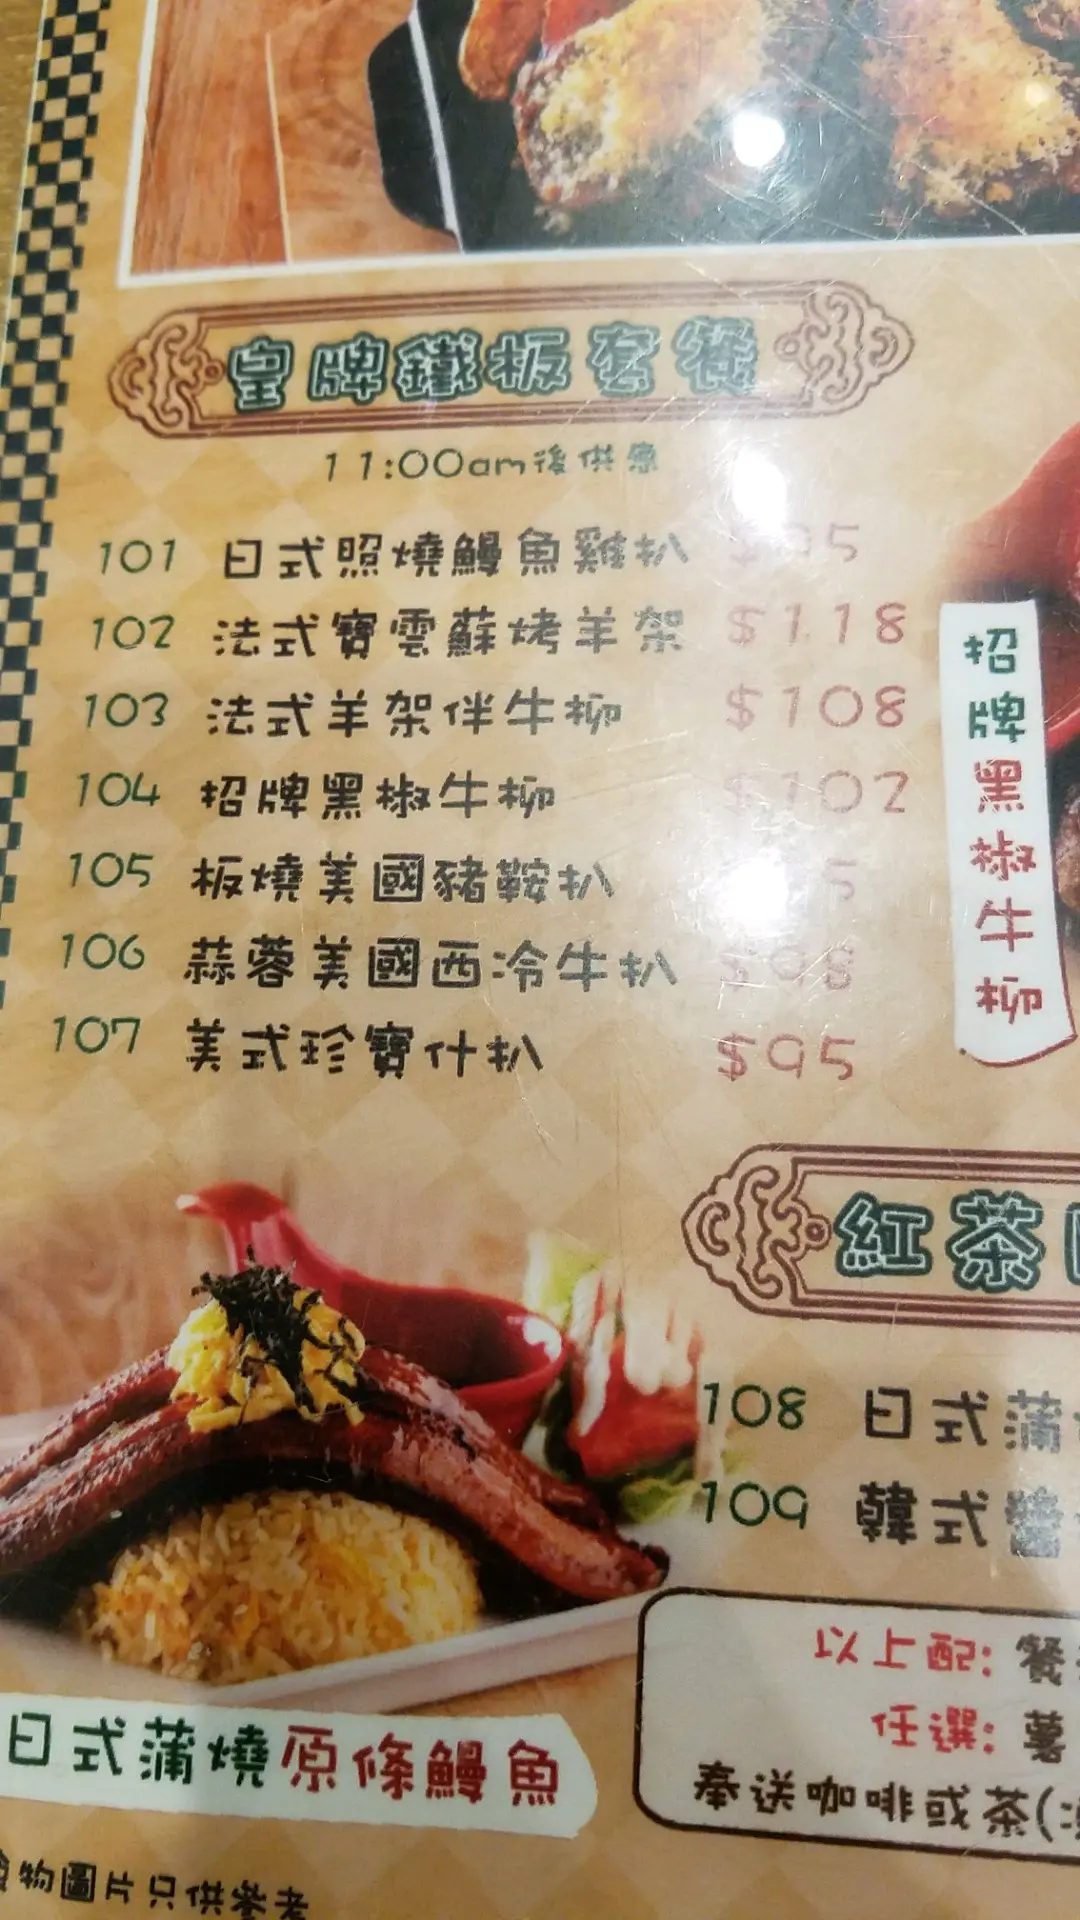 皇牌鐵板套餐
11:00am後供應
101 日式照燒鰻魚雞扒
102 法式寶雲蘇烤羊架 $118
103 法式羊架伴牛柳 $108
104 招牌黑椒牛柳 $102
105 板燒美國豬鞍扒
106 蒜蓉美國西冷牛扒 $98
107 美式珍寶什扒 $95
招牌黑椒牛柳
紅茶
108 日式蒲
109 韓式醬
以上配: 餐
任選: 薯
奉送咖啡或茶(
日式蒲燒原條鰻魚
物圖片只供參考